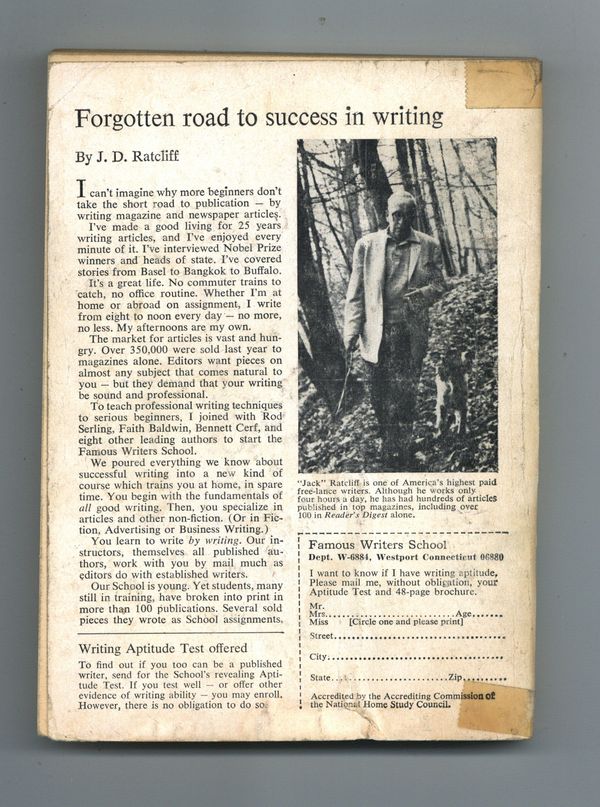 Forgotten road to success in writing
By J. D. Ratcliff
I can't imagine why more beginners don't
take the short road to publication — by
writing magazine and newspaper articles.
I've made a good living for 25 years
writing articles, and I've enjoyed every
minute of it. I've interviewed Nobel Prize
winners and heads of state. I've covered
stories from Basel to Bangkok to Buffalo.
It's a great life. No commuter trains to
catch, no office routine. Whether I'm at
home or abroad on assignment, I write
from eight to noon every day — no more,
no less. My afternoons are my own.
The market for articles is vast and hun-
gry. Over 350,000 were sold last year to
magazines alone. Editors want pieces on
almost any subject that comes natural to
you — but they demand that your writing
be sound and professional.
To teach professional writing techniques
to serious beginners, I joined with Rod
Serling, Faith Baldwin, Bennett Cerf, and
eight other leading authors to start the
Famous Writers School.
We poured everything we know about
successful writing into a new kind of
course which trains you at home, in spare
time. You begin with the fundamentals of
all good writing. Then, you specialize in
articles and other non-fiction. (Or in Fic-
tion, Advertising or Business Writing.)
You learn to write by writing. Our in-
structors, themselves all published au-
thors, work with you by mail much as
editors do with established writers.
Our School is young. Yet students, many
still in training, have broken into print in
more than 100 publications. Several sold
pieces they wrote as School assignments.
Writing Aptitude Test offered
To find out if you too can be a published
writer, send for the School's revealing Apti-
tude Test. If you test well — or offer other
evidence of writing ability — you may enroll.
However, there is no obligation to do so.
"Jack" Ratcliff is one of America's highest paid
free-lance writers. Although he works only
four hours a day, he has had hundreds of articles
published in top magazines, including over
100 in Reader's Digest alone.
Famous Writers School
Dept. W-6884, Westport Connecticut 06880
I want to know if I have writing aptitude.
Please mail me, without obligation, your
Aptitude Test and 48-page brochure.
Mr.
Mrs. Age
Miss [Circle one and please print]
Street
City
State Zip
Accredited by the Accrediting Commission of
the National Home Study Council.